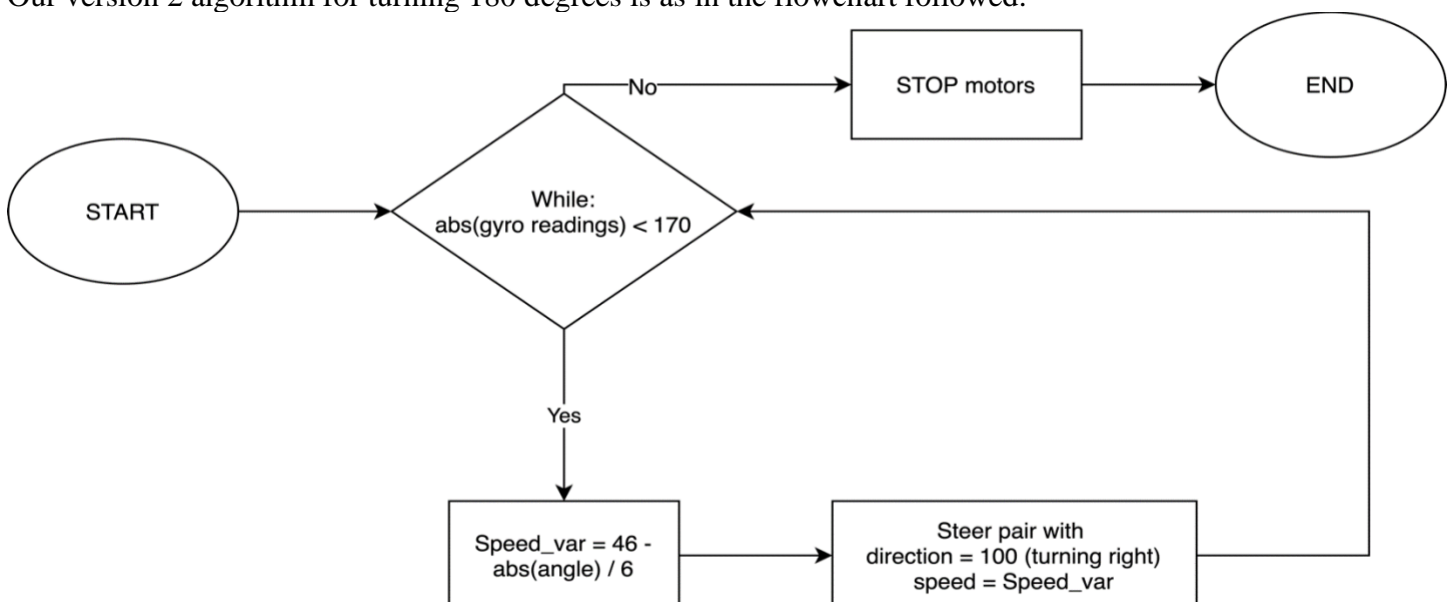 Our version 2 algorithm for turning 180 degrees is as in the flowchart followed:
No
STOP motors
END
START
While:
abs(gyro readings) < 170
Yes
Speed_var = 46 -
abs(angle) / 6
Steer pair with
direction = 100 (turning right)
speed = Speed_var